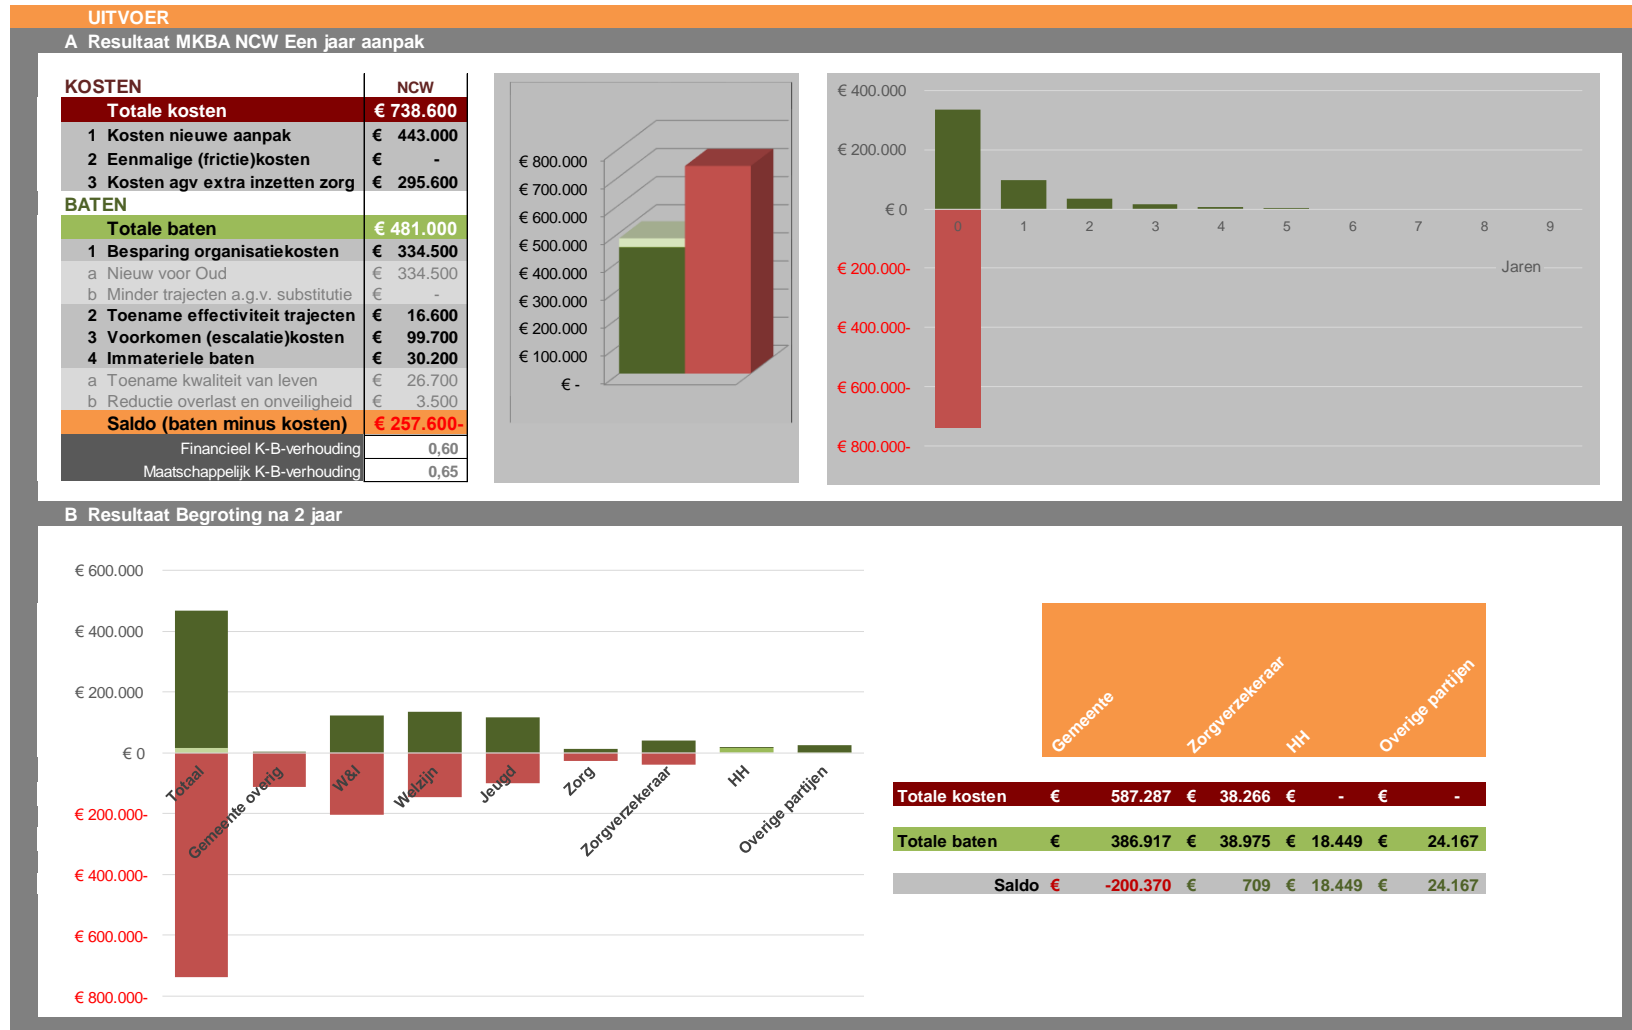 UITVOER
A Resultaat MKBA NCW Een jaar aanpak
KOSTEN NCW
Totale kosten € 738.600
1 Kosten nieuwe aanpak € 443.000
2 Eenmalige (frictie)kosten € -
3 Kosten agv extra inzetten zorg € 295.600
BATEN
Totale baten € 481.000
1 Besparing organisatiekosten € 334.500
a Nieuw voor Oud € 334.500
b Minder trajecten a.g.v. substitutie € -
2 Toename effectiviteit trajecten € 16.600
3 Voorkomen (escalatie)kosten € 99.700
4 Immateriele baten € 30.200
a Toename kwaliteit van leven € 26.700
b Reductie overlast en onveiligheid € 3.500
Saldo (baten minus kosten) € 257.600-
Financieel K-B-verhouding 0,60
Maatschappelijk K-B-verhouding 0,65
€ 800.000
€ 700.000
€ 600.000
€ 500.000
€ 400.000
€ 300.000
€ 200.000
€ 100.000
€ -
€ 400.000
€ 200.000
€ 0
0 1 2 3 4 5 6 7 8 9
€ 200.000-
Jaren
€ 400.000-
€ 600.000-
€ 800.000-
B Resultaat Begroting na 2 jaar
€ 600.000
€ 400.000
€ 200.000
€ 0
€ 200.000-
€ 400.000-
€ 600.000-
€ 800.000-
Totaal
Gemeente overig
W&I
Welzijn
Jeugd
Zorg
Zorgverzekeraar
HH
Overige partijen
Gemeente
Zorgverzekeraar
HH
Overige partijen
Totale kosten € 587.287 € 38.266 € - € -
Totale baten € 386.917 € 38.975 € 18.449 € 24.167
Saldo € -200.370 € 709 € 18.449 € 24.167